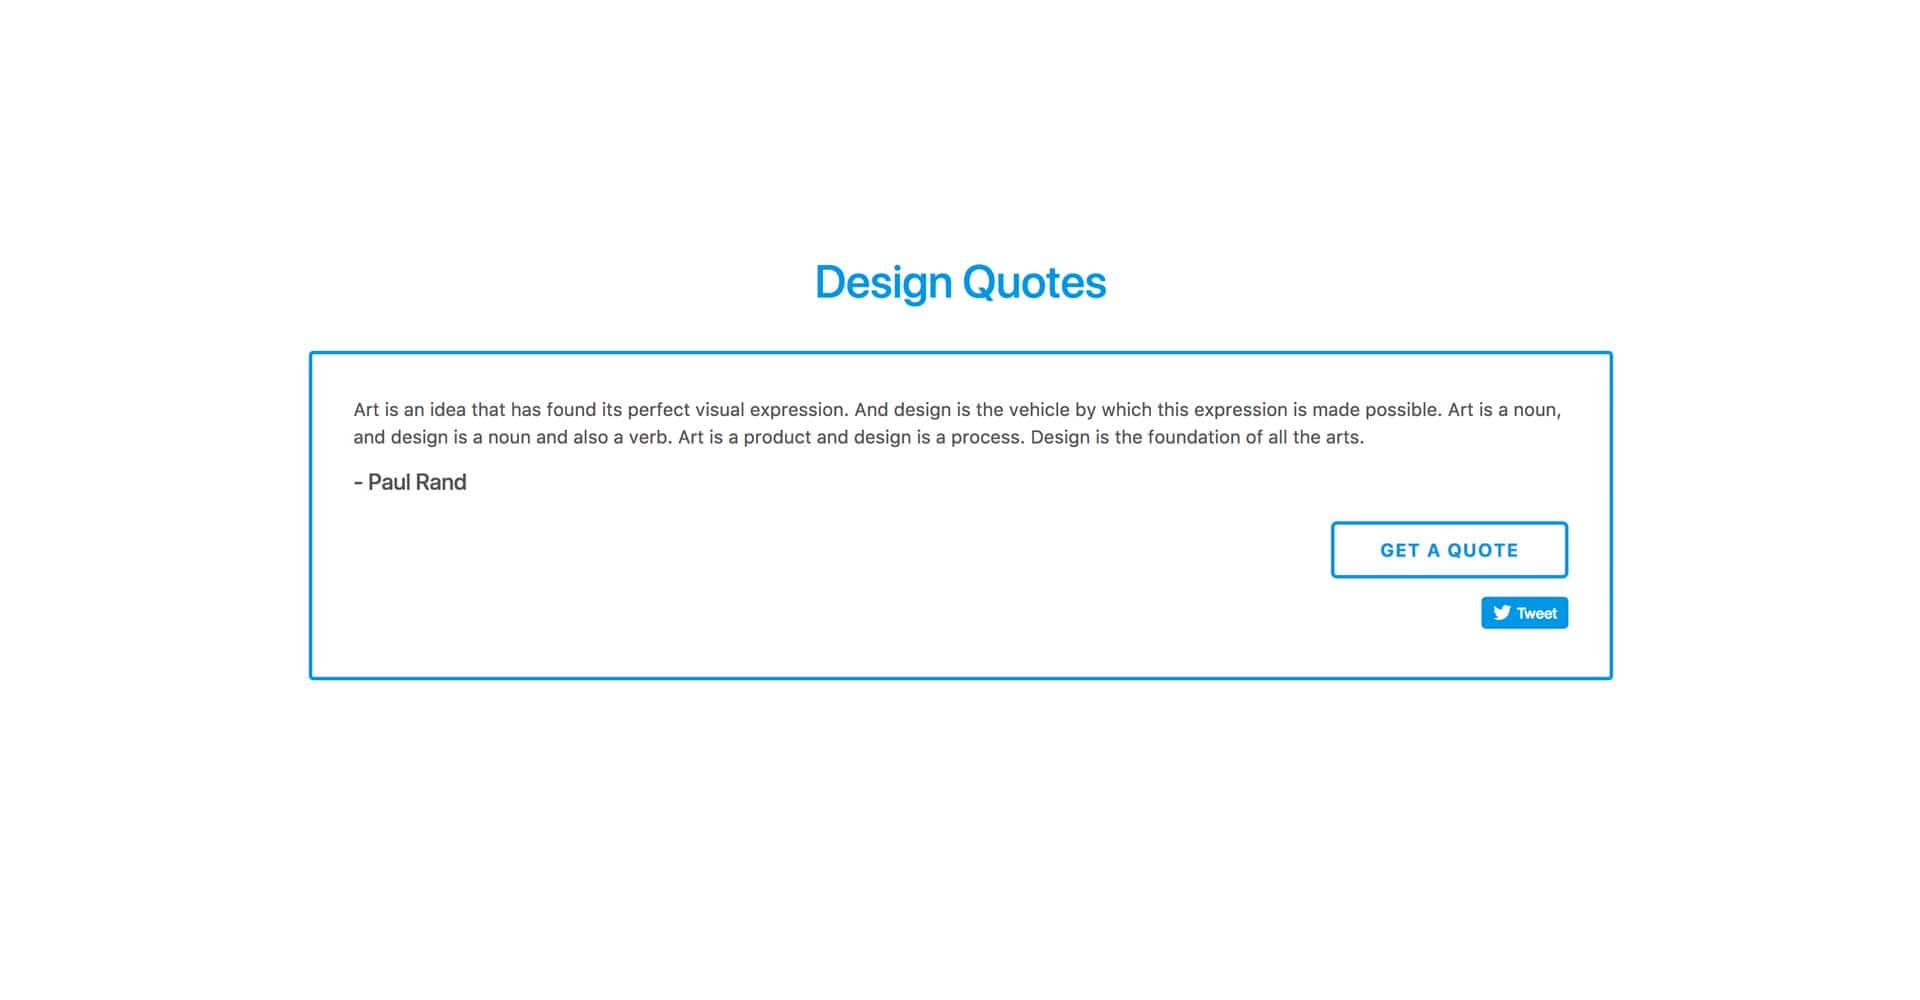 Design Quotes
Art is an idea that has found its perfect visual expression. And design is the vehicle by which this expression is made possible. Art is a noun,
and design is a noun and also a verb. Art is a product and design is a process. Design is the foundation of all the arts.
- Paul Rand
GET A QUOTE
Tweet